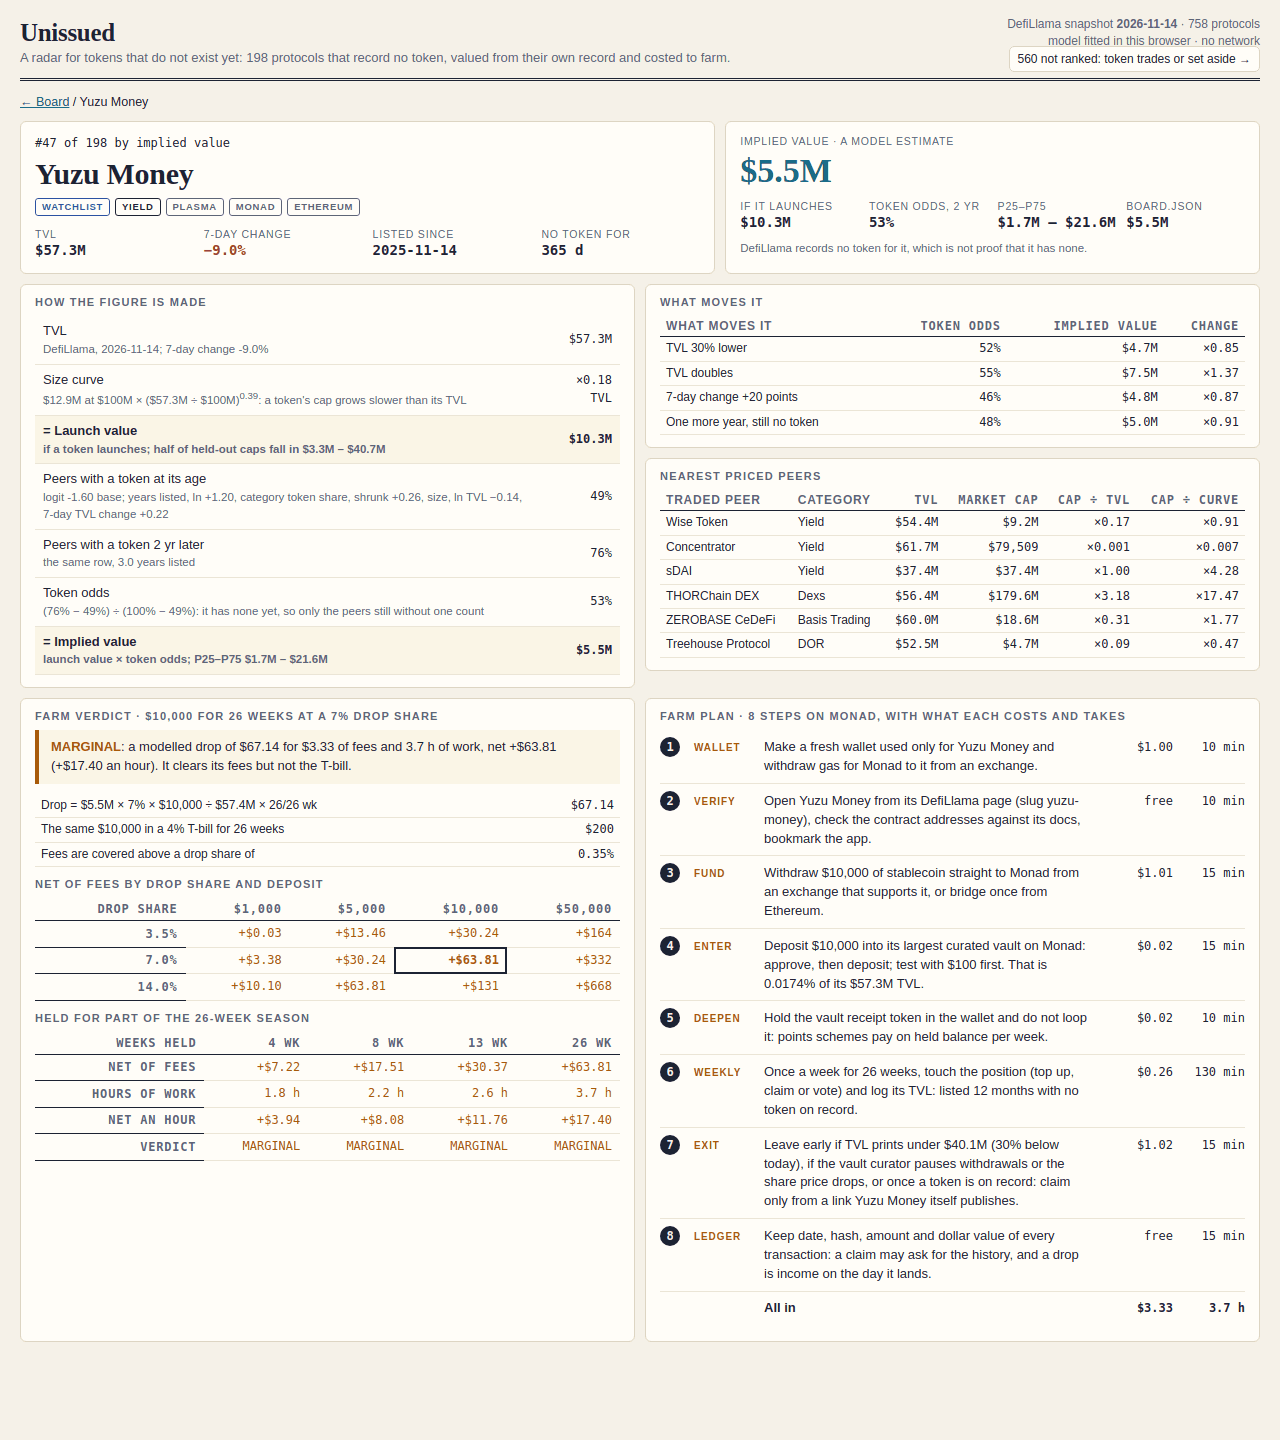 Unissued
A radar for tokens that do not exist yet: 198 protocols that record no token, valued from their own record and costed to farm.
DefiLlama snapshot 2026-11-14 · 758 protocols
model fitted in this browser · no network
560 not ranked: token trades or set aside →
← Board / Yuzu Money
#47 of 198 by implied value
Yuzu Money
WATCHLIST YIELD PLASMA MONAD ETHEREUM
TVL 7-DAY CHANGE LISTED SINCE NO TOKEN FOR
$57.3M −9.0% 2025-11-14 365 d
IMPLIED VALUE · A MODEL ESTIMATE
$5.5M
IF IT LAUNCHES TOKEN ODDS, 2 YR P25–P75 BOARD.JSON
$10.3M 53% $1.7M – $21.6M $5.5M
DefiLlama records no token for it, which is not proof that it has none.
HOW THE FIGURE IS MADE
TVL $57.3M
DefiLlama, 2026-11-14; 7-day change -9.0%
Size curve ×0.18 TVL
$12.9M at $100M × ($57.3M ÷ $100M)^0.39: a token's cap grows slower than its TVL
= Launch value $10.3M
if a token launches; half of held-out caps fall in $3.3M – $40.7M
Peers with a token at its age 49%
logit -1.60 base; years listed, ln +1.20, category token share, shrunk +0.26, size, ln TVL −0.14,
7-day TVL change +0.22
Peers with a token 2 yr later 76%
the same row, 3.0 years listed
Token odds 53%
(76% − 49%) ÷ (100% − 49%): it has none yet, so only the peers still without one count
= Implied value $5.5M
launch value × token odds; P25–P75 $1.7M – $21.6M
WHAT MOVES IT
WHAT MOVES IT TOKEN ODDS IMPLIED VALUE CHANGE
TVL 30% lower 52% $4.7M ×0.85
TVL doubles 55% $7.5M ×1.37
7-day change +20 points 46% $4.8M ×0.87
One more year, still no token 48% $5.0M ×0.91
NEAREST PRICED PEERS
TRADED PEER CATEGORY TVL MARKET CAP CAP ÷ TVL CAP ÷ CURVE
Wise Token Yield $54.4M $9.2M ×0.17 ×0.91
Concentrator Yield $61.7M $79,509 ×0.001 ×0.007
sDAI Yield $37.4M $37.4M ×1.00 ×4.28
THORChain DEX Dexs $56.4M $179.6M ×3.18 ×17.47
ZEROBASE CeDeFi Basis Trading $60.0M $18.6M ×0.31 ×1.77
Treehouse Protocol DOR $52.5M $4.7M ×0.09 ×0.47
FARM VERDICT · $10,000 FOR 26 WEEKS AT A 7% DROP SHARE
MARGINAL: a modelled drop of $67.14 for $3.33 of fees and 3.7 h of work, net +$63.81
(+$17.40 an hour). It clears its fees but not the T-bill.
Drop = $5.5M × 7% × $10,000 ÷ $57.4M × 26/26 wk $67.14
The same $10,000 in a 4% T-bill for 26 weeks $200
Fees are covered above a drop share of 0.35%
NET OF FEES BY DROP SHARE AND DEPOSIT
DROP SHARE $1,000 $5,000 $10,000 $50,000
3.5% +$0.03 +$13.46 +$30.24 +$164
7.0% +$3.38 +$30.24 +$63.81 +$332
14.0% +$10.10 +$63.81 +$131 +$668
HELD FOR PART OF THE 26-WEEK SEASON
WEEKS HELD 4 WK 8 WK 13 WK 26 WK
NET OF FEES +$7.22 +$17.51 +$30.37 +$63.81
HOURS OF WORK 1.8 h 2.2 h 2.6 h 3.7 h
NET AN HOUR +$3.94 +$8.08 +$11.76 +$17.40
VERDICT MARGINAL MARGINAL MARGINAL MARGINAL
FARM PLAN · 8 STEPS ON MONAD, WITH WHAT EACH COSTS AND TAKES
1 WALLET Make a fresh wallet used only for Yuzu Money and $1.00 10 min
withdraw gas for Monad to it from an exchange.
2 VERIFY Open Yuzu Money from its DefiLlama page (slug yuzu- free 10 min
money), check the contract addresses against its docs,
bookmark the app.
3 FUND Withdraw $10,000 of stablecoin straight to Monad from $1.01 15 min
an exchange that supports it, or bridge once from
Ethereum.
4 ENTER Deposit $10,000 into its largest curated vault on Monad: $0.02 15 min
approve, then deposit; test with $100 first. That is
0.0174% of its $57.3M TVL.
5 DEEPEN Hold the vault receipt token in the wallet and do not loop $0.02 10 min
it: points schemes pay on held balance per week.
6 WEEKLY Once a week for 26 weeks, touch the position (top up, $0.26 130 min
claim or vote) and log its TVL: listed 12 months with no
token on record.
7 EXIT Leave early if TVL prints under $40.1M (30% below $1.02 15 min
today), if the vault curator pauses withdrawals or the
share price drops, or once a token is on record: claim
only from a link Yuzu Money itself publishes.
8 LEDGER Keep date, hash, amount and dollar value of every free 15 min
transaction: a claim may ask for the history, and a drop
is income on the day it lands.
All in $3.33 3.7 h